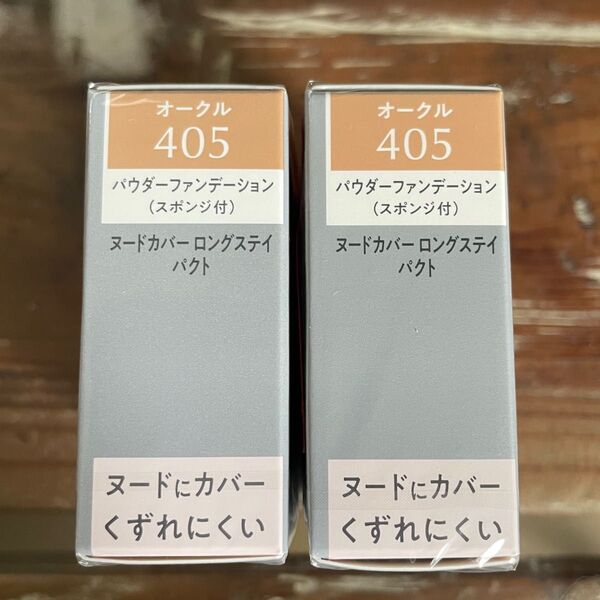 オークル
405
パウダーファンデーション
(スポンジ付)
ヌードカバー ロングステイ
パクト
ヌードにカバー
くずれにくい
オークル
405
パウダーファンデーション
(スポンジ付)
ヌードカバー ロングステイ
パクト
ヌードにカバー
くずれにくい